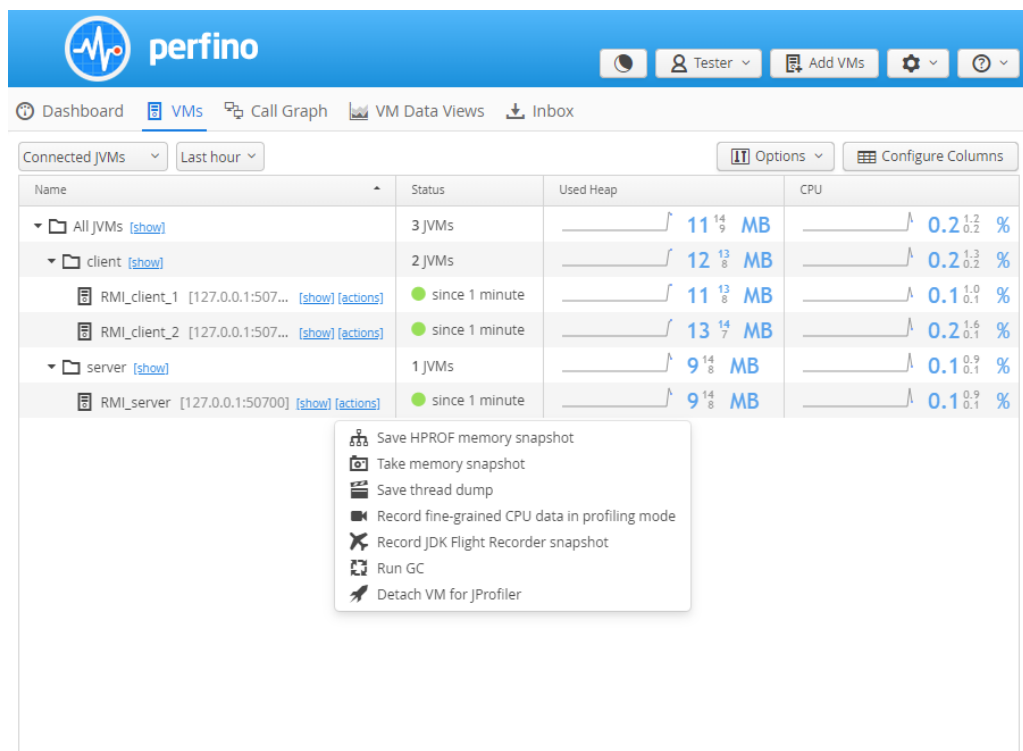 perfino
Tester
Add VMs
Dashboard VMs Call Graph VM Data Views Inbox
Connected JVMs Last hour Options Configure Columns
Name Status Used Heap CPU
All JVMs [show] 3 JVMs 11 14 9 MB 0.2 1.2 0.2 %
client [show] 2 JVMs 12 13 8 MB 0.2 1.3 0.2 %
RMI_client_1 [127.0.0.1:507... [show] [actions] since 1 minute 11 13 8 MB 0.1 1.0 0.1 %
RMI_client_2 [127.0.0.1:507... [show] [actions] since 1 minute 13 14 7 MB 0.2 1.6 0.1 %
server [show] 1 JVMs 9 14 8 MB 0.1 0.9 0.1 %
RMI_server [127.0.0.1:50700] [show] [actions] since 1 minute 9 14 8 MB 0.1 0.9 0.1 %
Save HPROF memory snapshot
Take memory snapshot
Save thread dump
Record fine-grained CPU data in profiling mode
Record JDK Flight Recorder snapshot
Run GC
Detach VM for JProfiler